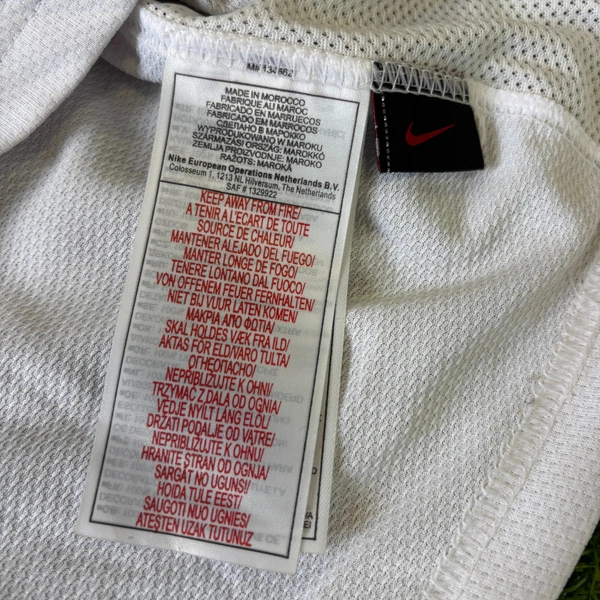 MADE IN MOROCCO
FABRIQUE AU MAROC
FABRICADO EN MARRUECOS
FABRICADO EM MARROCOS
СДЕЛАНО В МАРОККО
WYPRODUKOWANO W MAROKU
SZÁRMAZÁSI ORSZÁG: MAROKKÓ
ZEMLJA PROIZVODNJE: MAROKO
RAŽOTS: MAROKĀ
Nike European Operations Netherlands B.V.
Colosseum 1, 1213 NL Hilversum, The Netherlands
SAF # 1329922
KEEP AWAY FROM FIRE/
A TENIR A L'ECART DE TOUTE
SOURCE DE CHALEUR/
MANTENER ALEJADO DEL FUEGO/
MANTER LONGE DE FOGO/
TENERE LONTANO DAL FUOCO/
VON OFFENEM FEUER FERNHALTEN/
NIET BIJ VUUR LATEN KOMEN/
ΜΑΚΡΙΑ ΑΠΟ ΦΩΤΙΑ/
SKAL HOLDES VÆK FRA ILD/
AKTAS FÖR ELD/VARO TULTA/
ОГНЕОПАСНО/
NEPRIBLIŽUJTE K OHNI/
TRZYMAĆ Z DALA OD OGNIA/
VEDJE NYÍLT LÁNG ELŐL/
DRŽATI PODALJE OD VATRE/
NEPRIBLIŽUJTE K OHNU/
HRANITE STRAN OD OGNJA/
SARGĀT NO UGUNS!/
HOIDA TULE EEST/
SAUGOTI NUO UGNIES/
ATEŞTEN UZAK TUTUNUZ